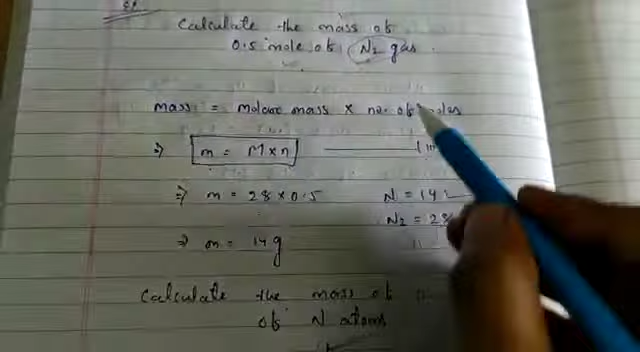 Calculate the mass of
0.5 mole of N2 gas.
mass = molar mass × no. of moles
⇒ m = M×n
⇒ m = 28 × 0.5 N = 14
N2 = 28
⇒ m = 14g
Calculate the mass of
of N atoms